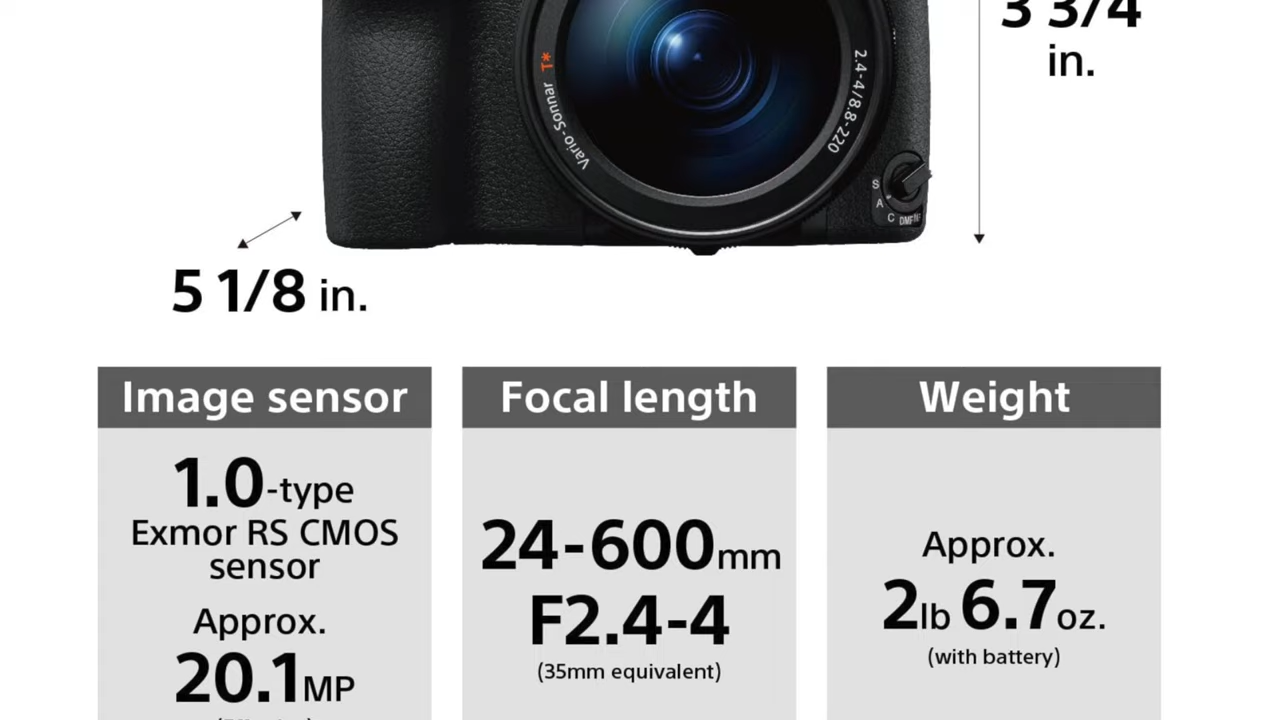 3 3/4
in.
Vario-Sonnar T*
2.4-4/8.8-220
S
A
C
DMF
5 1/8 in.
Image sensor
1.0-type
Exmor RS CMOS
sensor
Approx.
20.1MP
Focal length
24-600mm
F2.4-4
(35mm equivalent)
Weight
Approx.
2lb 6.7oz.
(with battery)